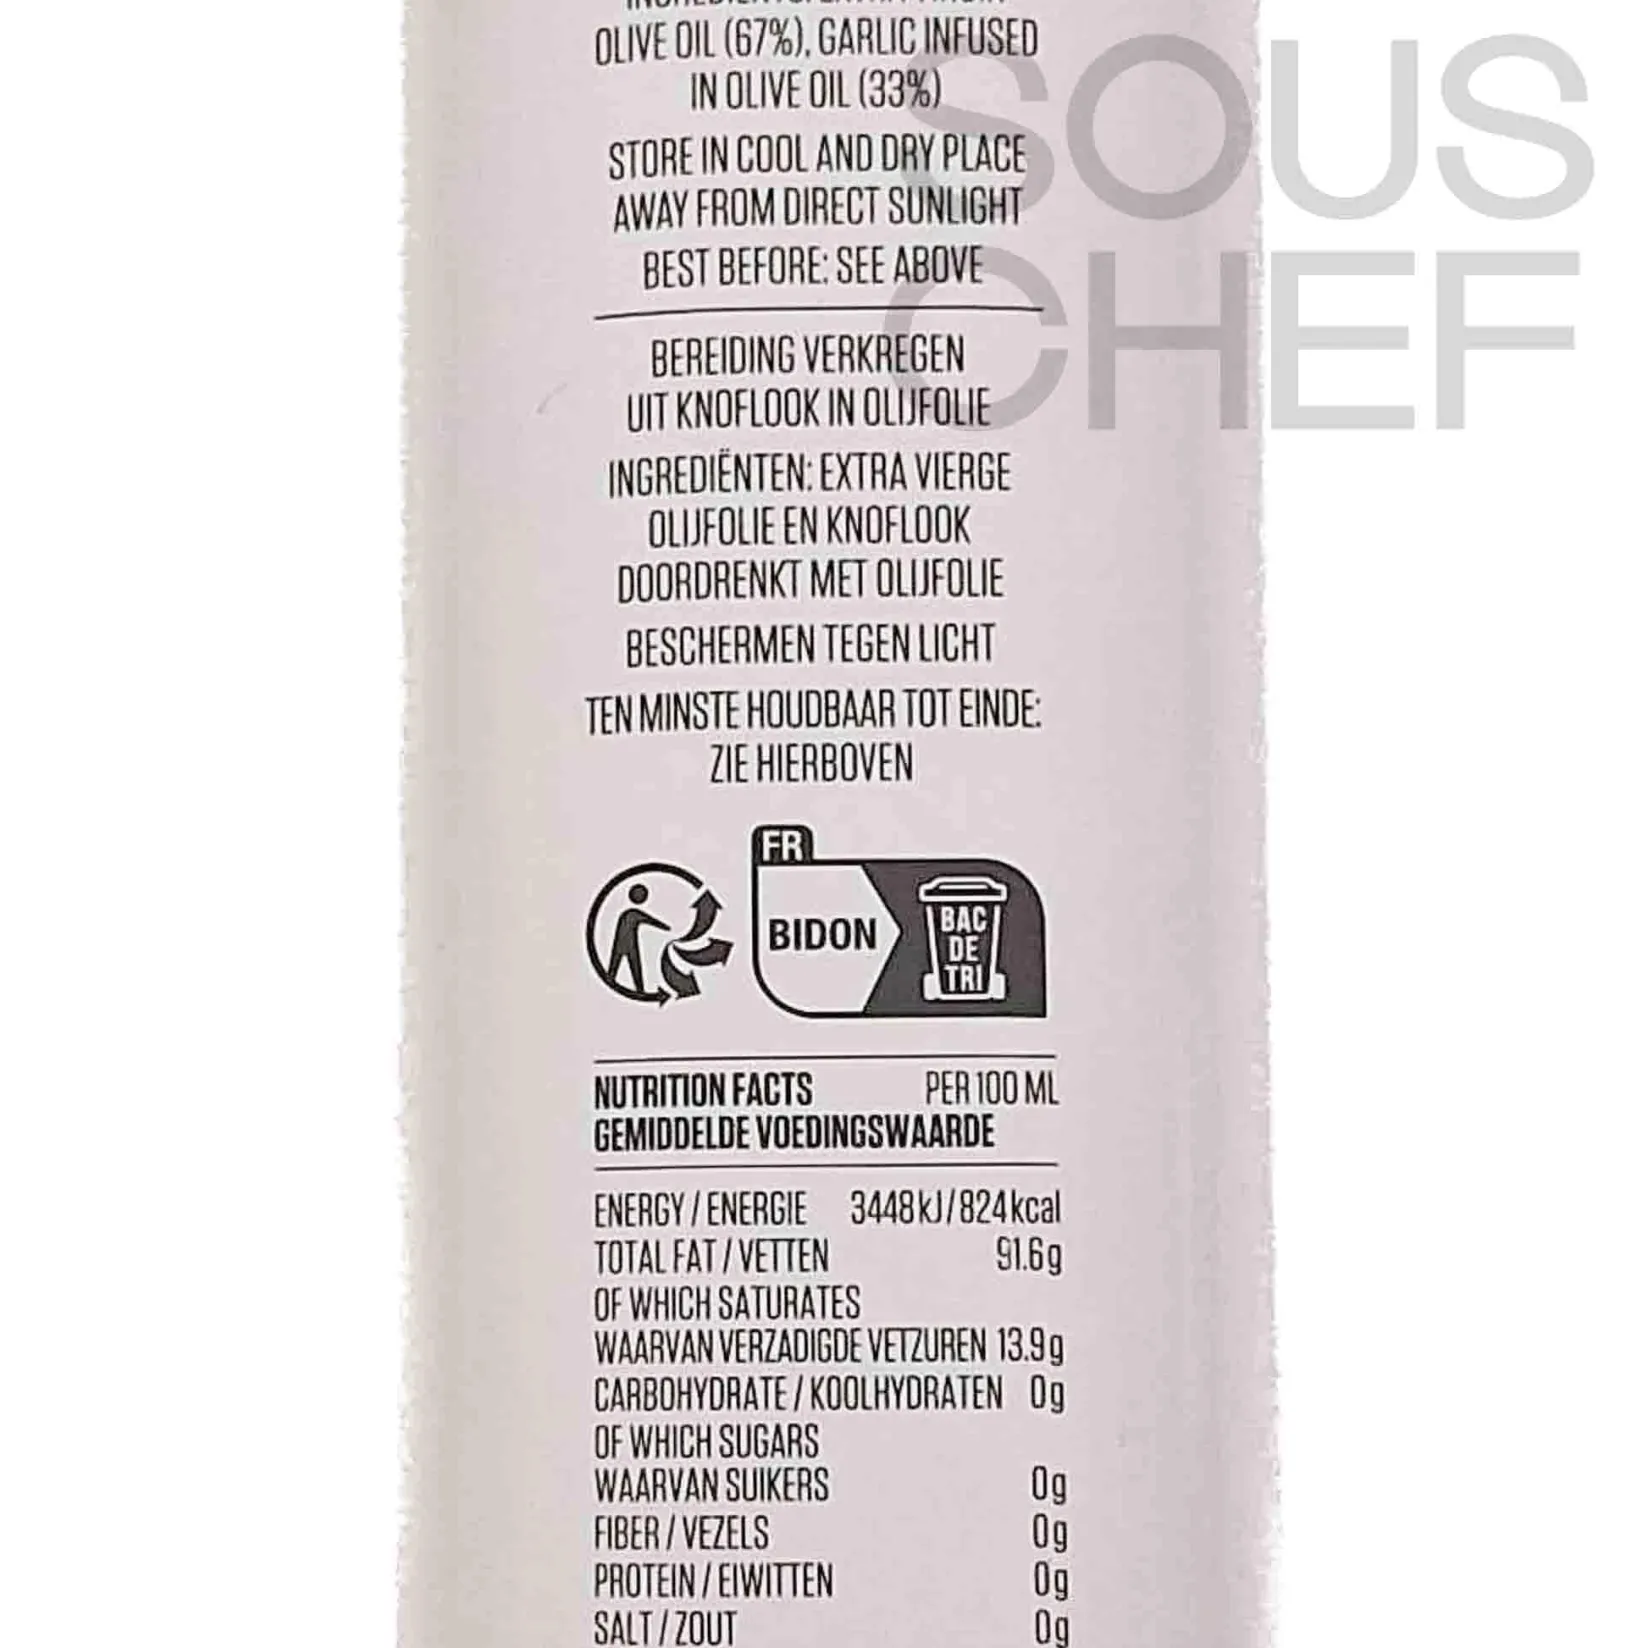 OLIVE OIL (67%), GARLIC INFUSED
IN OLIVE OIL (33%)
STORE IN COOL AND DRY PLACE
AWAY FROM DIRECT SUNLIGHT
BEST BEFORE: SEE ABOVE
BEREIDING VERKREGEN
UIT KNOFLOOK IN OLIJFOLIE
INGREDIËNTEN: EXTRA VIERGE
OLIJFOLIE EN KNOFLOOK
DOORDRENKT MET OLIJFOLIE
BESCHERMEN TEGEN LICHT
TEN MINSTE HOUDBAAR TOT EINDE:
ZIE HIERBOVEN
FR
BIDON
BAC
DE
TRI
NUTRITION FACTS PER 100 ML
GEMIDDELDE VOEDINGSWAARDE
ENERGY / ENERGIE 3448 kJ/824 kcal
TOTAL FAT / VETTEN 91.6 g
OF WHICH SATURATES
WAARVAN VERZADIGDE VETZUREN 13.9 g
CARBOHYDRATE / KOOLHYDRATEN 0g
OF WHICH SUGARS
WAARVAN SUIKERS 0g
FIBER / VEZELS 0g
PROTEIN / EIWITTEN 0g
SALT / ZOUT 0g
SOUS
CHEF